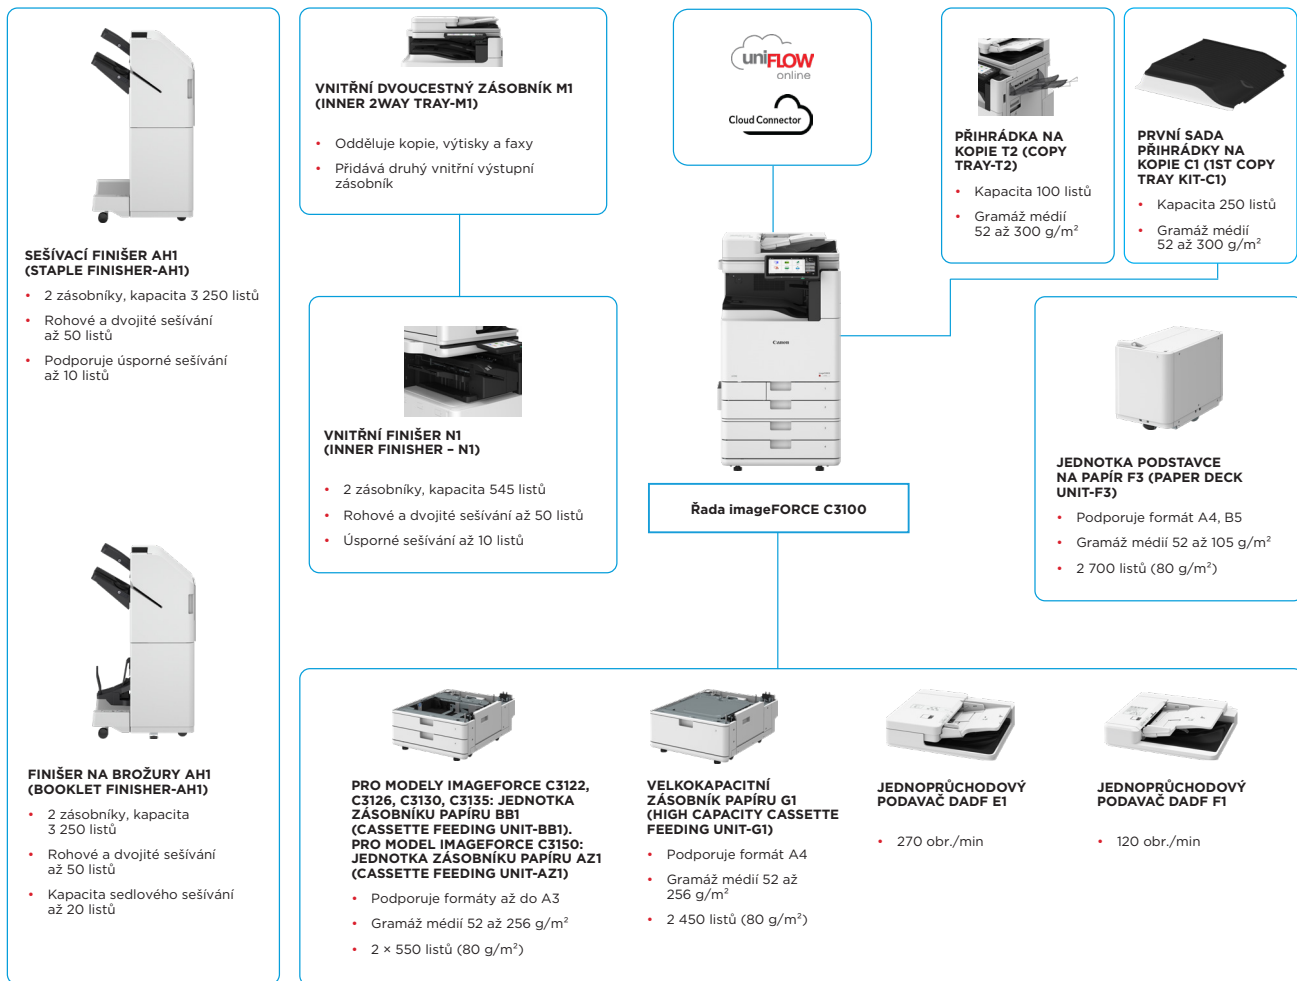 SEŠÍVACÍ FINIŠER AH1
(STAPLE FINISHER-AH1)
• 2 zásobníky, kapacita 3 250 listů
• Rohové a dvojité sešívání
až 50 listů
• Podporuje úsporné sešívání
až 10 listů
FINIŠER NA BROŽURY AH1
(BOOKLET FINISHER-AH1)
• 2 zásobníky, kapacita
3 250 listů
• Rohové a dvojité sešívání
až 50 listů
• Kapacita sedlového sešívání
až 20 listů
VNITŘNÍ DVOUCESTNÝ ZÁSOBNÍK M1
(INNER 2WAY TRAY-M1)
• Odděluje kopie, výtisky a faxy
• Přidává druhý vnitřní výstupní
zásobník
VNITŘNÍ FINIŠER N1
(INNER FINISHER – N1)
• 2 zásobníky, kapacita 545 listů
• Rohové a dvojité sešívání až 50 listů
• Úsporné sešívání až 10 listů
uniFLOW
online
Cloud Connector
Canon
Řada imageFORCE C3100
PŘIHRÁDKA NA
KOPIE T2 (COPY
TRAY-T2)
• Kapacita 100 listů
• Gramáž médií
52 až 300 g/m²
PRVNÍ SADA
PŘIHRÁDKY NA
KOPIE C1 (1ST COPY
TRAY KIT-C1)
• Kapacita 250 listů
• Gramáž médií
52 až 300 g/m²
JEDNOTKA PODSTAVCE
NA PAPÍR F3 (PAPER DECK
UNIT-F3)
• Podporuje formát A4, B5
• Gramáž médií 52 až 105 g/m²
• 2 700 listů (80 g/m²)
PRO MODELY IMAGEFORCE C3122,
C3126, C3130, C3135: JEDNOTKA
ZÁSOBNÍKU PAPÍRU BB1
(CASSETTE FEEDING UNIT-BB1).
PRO MODEL IMAGEFORCE C3150:
JEDNOTKA ZÁSOBNÍKU PAPÍRU AZ1
(CASSETTE FEEDING UNIT-AZ1)
• Podporuje formáty až do A3
• Gramáž médií 52 až 256 g/m²
• 2 × 550 listů (80 g/m²)
VELKOKAPACITNÍ
ZÁSOBNÍK PAPÍRU G1
(HIGH CAPACITY CASSETTE
FEEDING UNIT-G1)
• Podporuje formát A4
• Gramáž médií 52 až
256 g/m²
• 2 450 listů (80 g/m²)
JEDNOPRŮCHODOVÝ
PODAVAČ DADF E1
• 270 obr./min
JEDNOPRŮCHODOVÝ
PODAVAČ DADF F1
• 120 obr./min